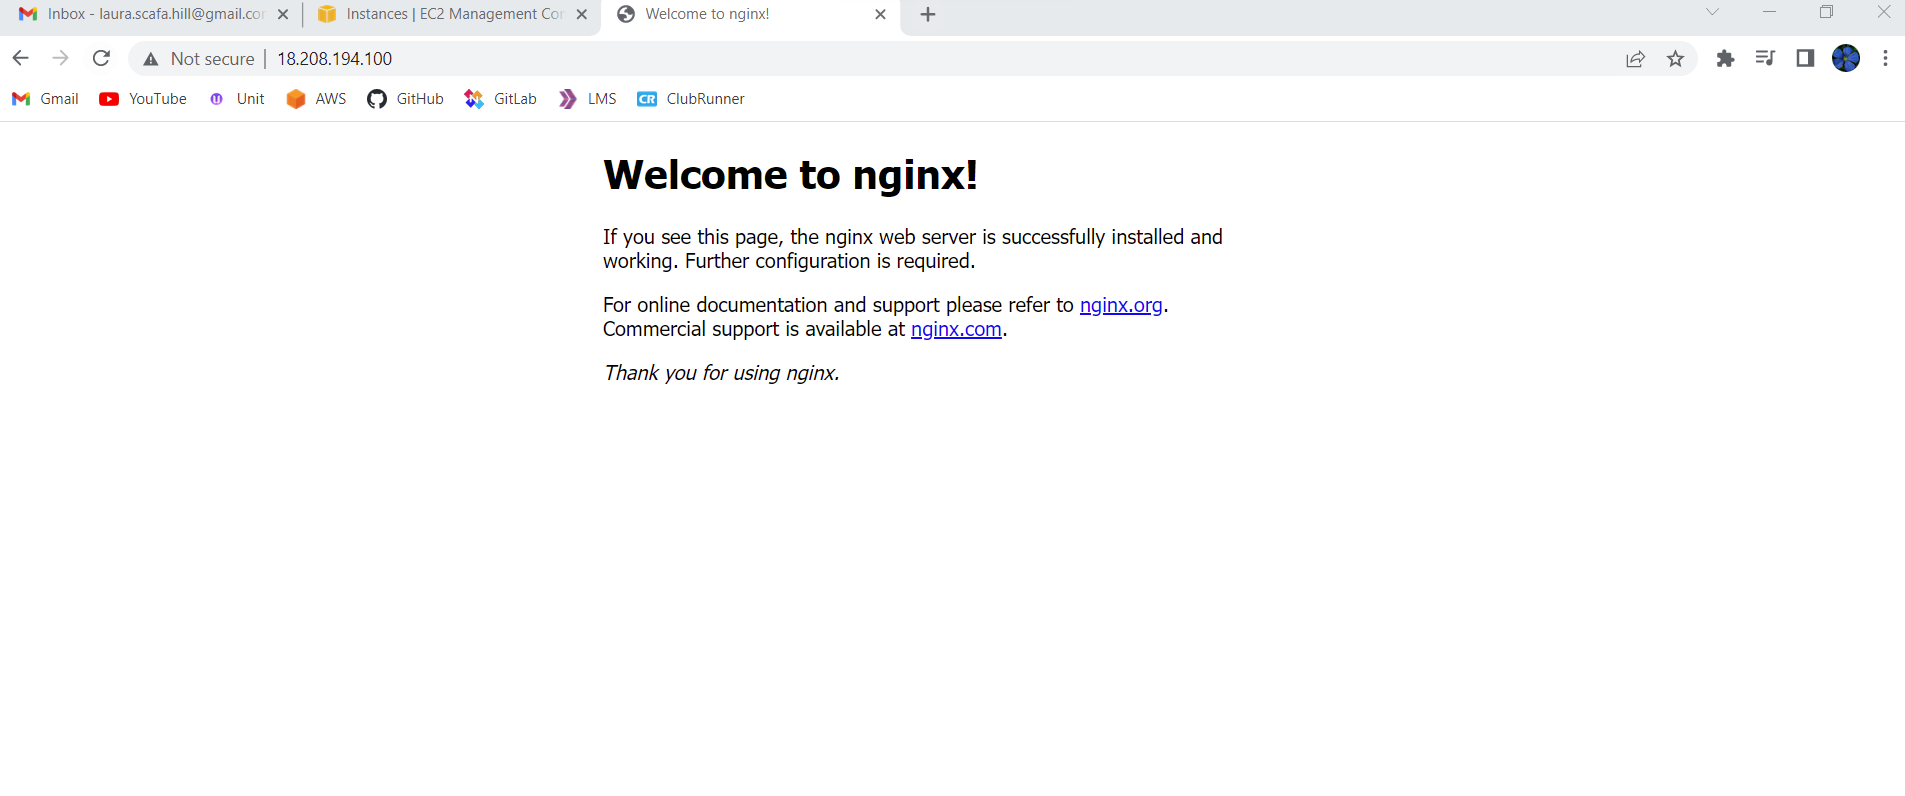 Inbox - laura.scafa.hill@gmail.com
Instances | EC2 Management Con
Welcome to nginx!
Not secure | 18.208.194.100
Gmail YouTube Unit AWS GitHub GitLab LMS CR ClubRunner
Welcome to nginx!
If you see this page, the nginx web server is successfully installed and
working. Further configuration is required.
For online documentation and support please refer to nginx.org.
Commercial support is available at nginx.com.
Thank you for using nginx.